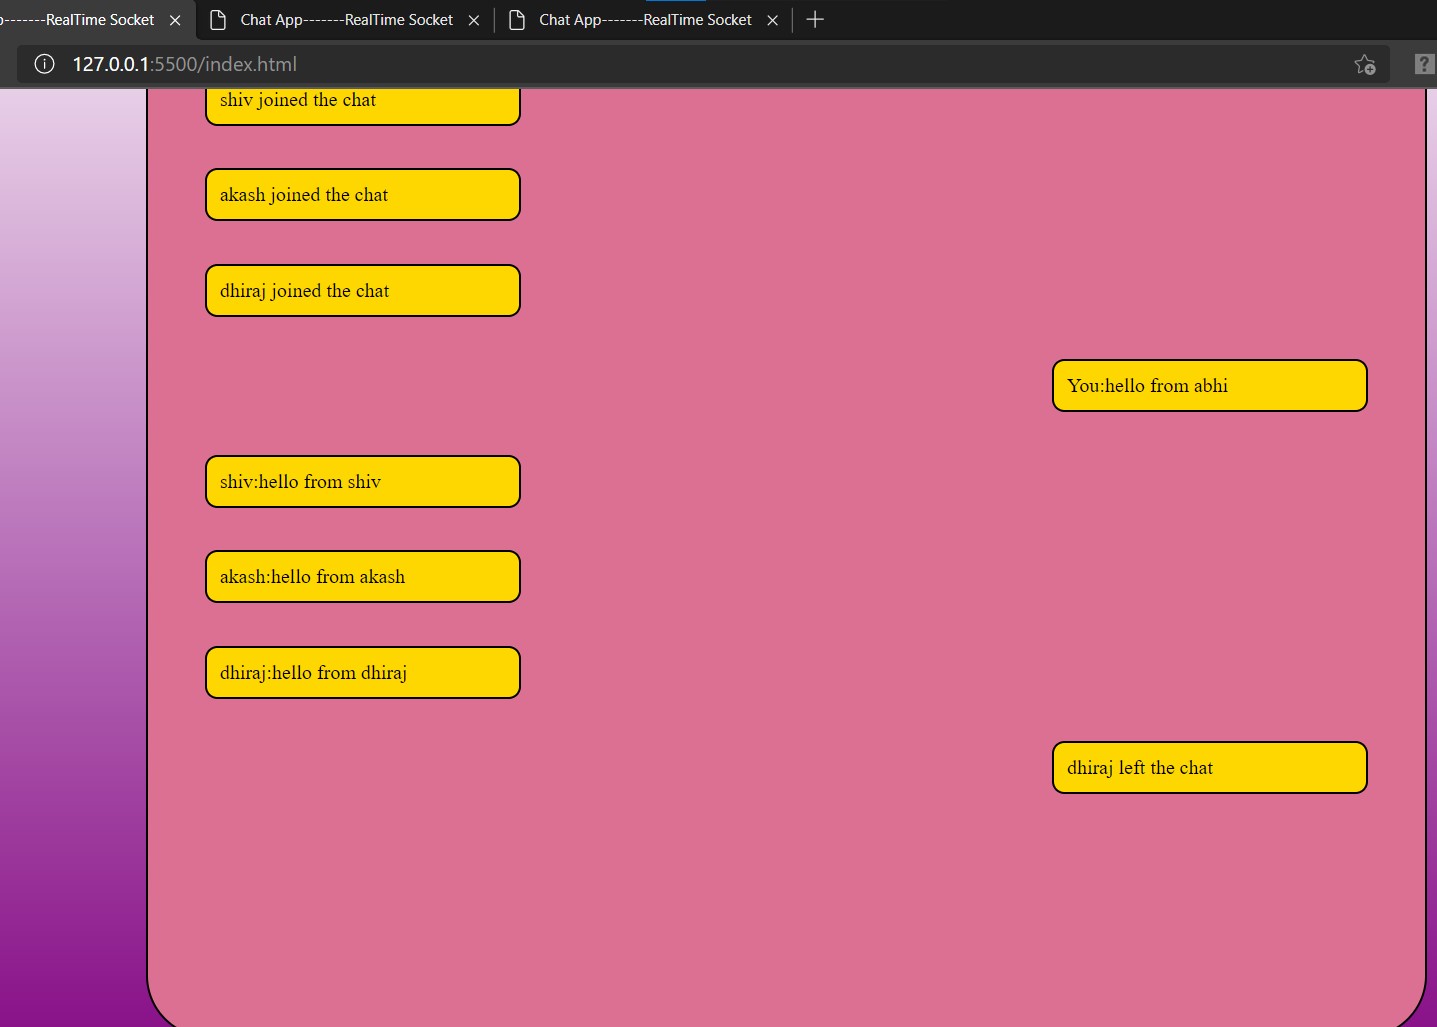 -------RealTime Socket
Chat App-------RealTime Socket
Chat App-------RealTime Socket
127.0.0.1:5500/index.html
shiv joined the chat
akash joined the chat
dhiraj joined the chat
You:hello from abhi
shiv:hello from shiv
akash:hello from akash
dhiraj:hello from dhiraj
dhiraj left the chat